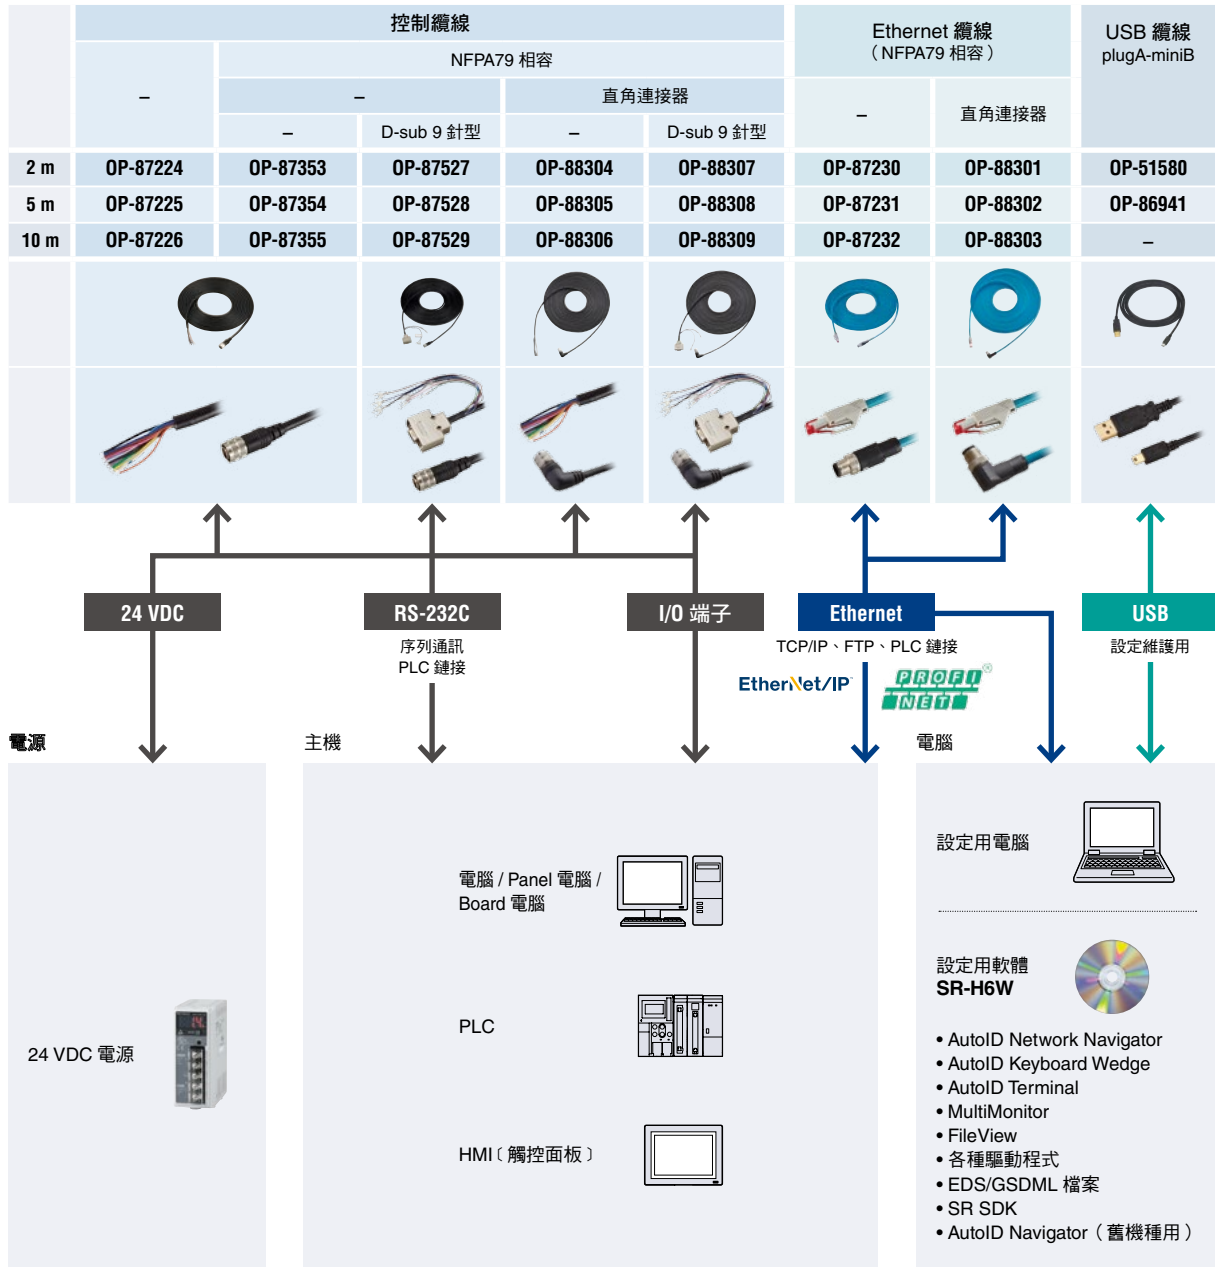 控制纜線
Ethernet 纜線
（NFPA79 相容）
USB 纜線
plugA-miniB
NFPA79 相容
–
–
直角連接器
–
直角連接器
–
D-sub 9 針型
–
D-sub 9 針型
2 m OP-87224 OP-87353 OP-87527 OP-88304 OP-88307 OP-87230 OP-88301 OP-51580
5 m OP-87225 OP-87354 OP-87528 OP-88305 OP-88308 OP-87231 OP-88302 OP-86941
10 m OP-87226 OP-87355 OP-87529 OP-88306 OP-88309 OP-87232 OP-88303 –
24 VDC
RS-232C
序列通訊
PLC 鏈接
I/O 端子
Ethernet
TCP/IP、FTP、PLC 鏈接
EtherNet/IP
PROFI
NET
USB
設定維護用
電源
主機
電腦
24 VDC 電源
電腦 / Panel 電腦 /
Board 電腦
PLC
HMI﹝觸控面板﹞
設定用電腦
設定用軟體
SR-H6W
• AutoID Network Navigator
• AutoID Keyboard Wedge
• AutoID Terminal
• MultiMonitor
• FileView
• 各種驅動程式
• EDS/GSDML 檔案
• SR SDK
• AutoID Navigator（舊機種用）